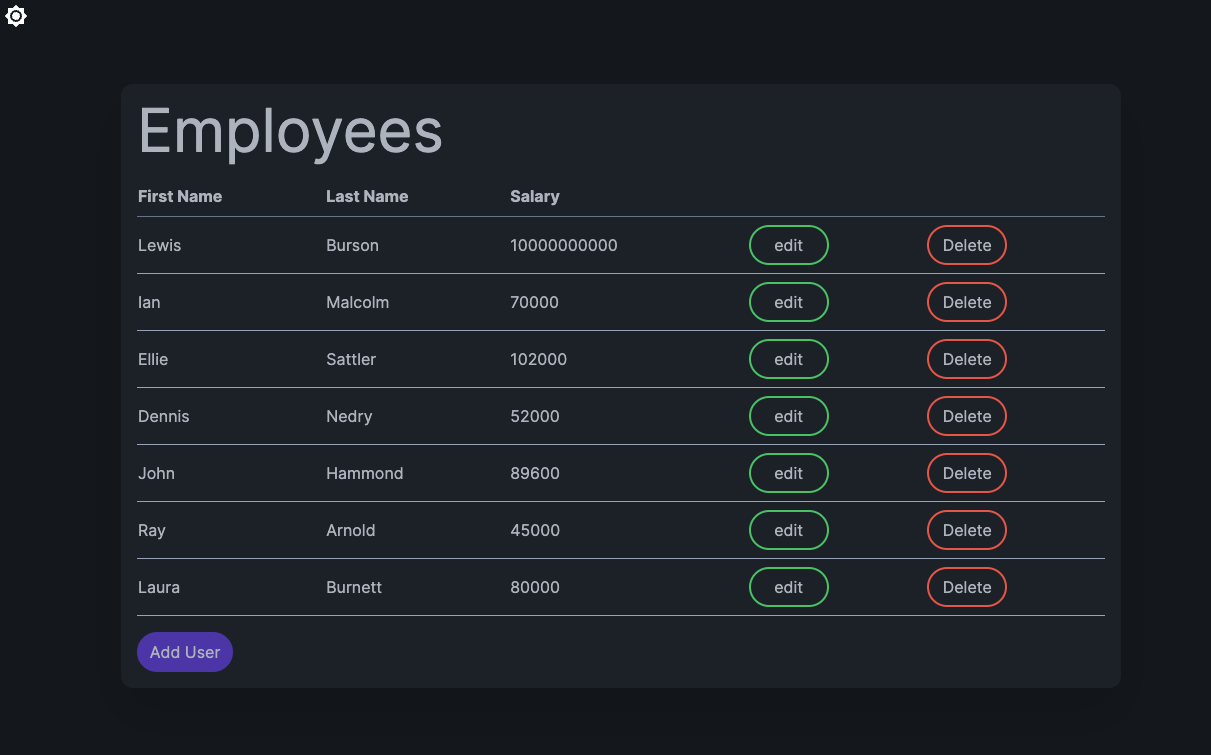 Employees
First Name Last Name Salary
Lewis Burson 10000000000 edit Delete
Ian Malcolm 70000 edit Delete
Ellie Sattler 102000 edit Delete
Dennis Nedry 52000 edit Delete
John Hammond 89600 edit Delete
Ray Arnold 45000 edit Delete
Laura Burnett 80000 edit Delete
Add User